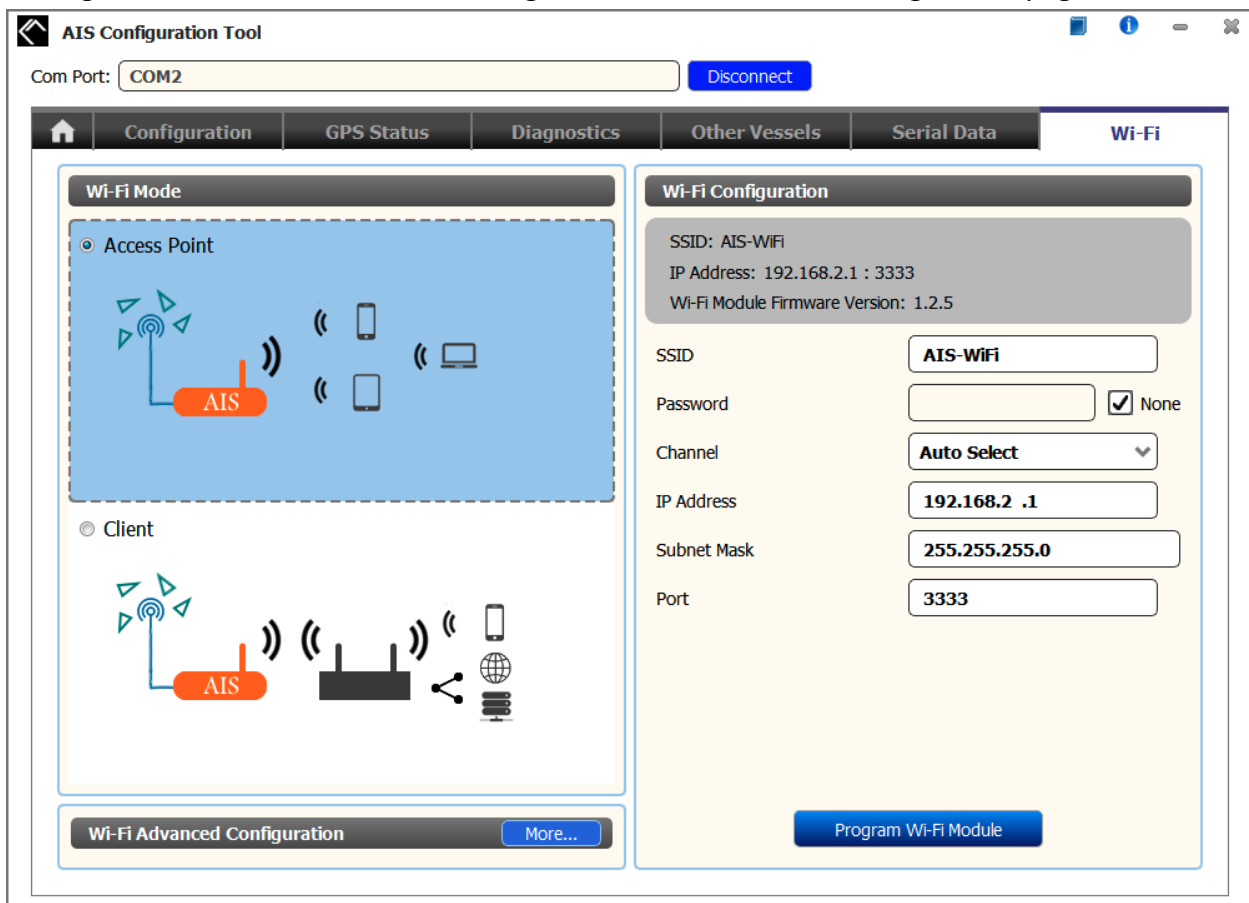 AIS Configuration Tool
Com Port: COM2 Disconnect
Configuration GPS Status Diagnostics Other Vessels Serial Data Wi-Fi
Wi-Fi Mode
Access Point
AIS
Client
AIS
Wi-Fi Advanced Configuration More...
Wi-Fi Configuration
SSID: AIS-WiFi
IP Address: 192.168.2.1 : 3333
Wi-Fi Module Firmware Version: 1.2.5
SSID AIS-WiFi
Password None
Channel Auto Select
IP Address 192.168.2 .1
Subnet Mask 255.255.255.0
Port 3333
Program Wi-Fi Module